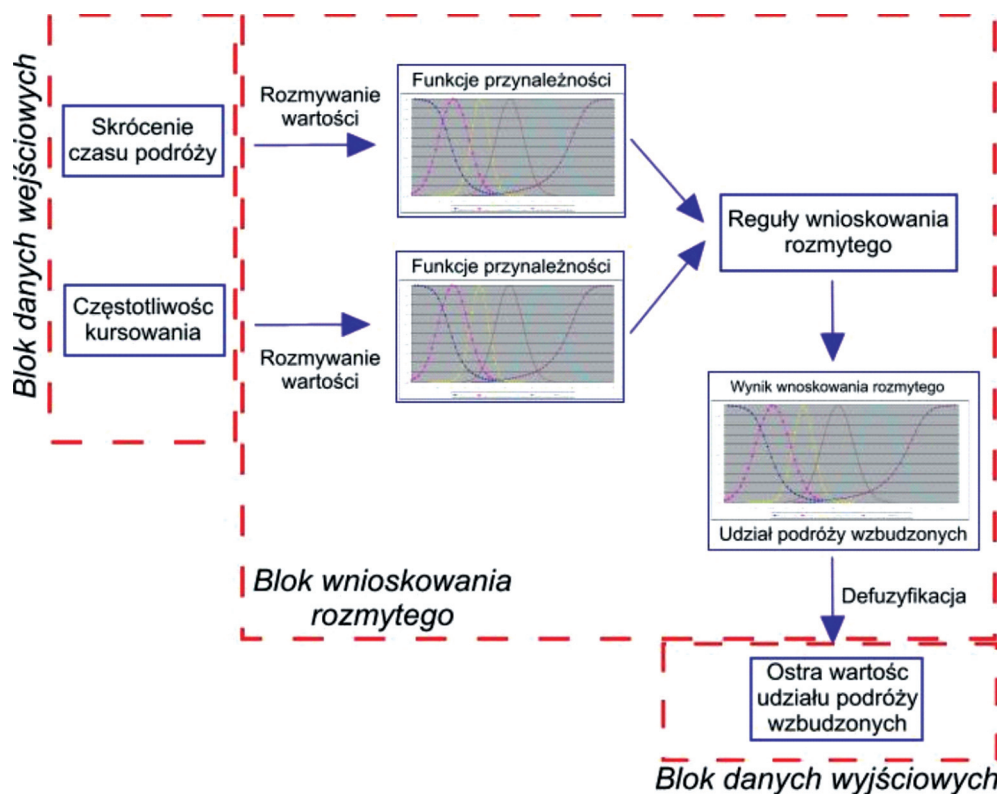 Blok danych wejściowych
Skrócenie
czasu podróży
Częstotliwośc
kursowania
Rozmywanie
wartości
Rozmywanie
wartości
Funkcje przynależności
Funkcje przynależności
Reguły wnioskowania
rozmytego
Wynik wnoskowania rozmytego
Udział podróży wzbudzonych
Blok wnioskowania
rozmytego
Defuzyfikacja
Ostra wartośc
udziału podróży
wzbudzonych
Blok danych wyjściowych